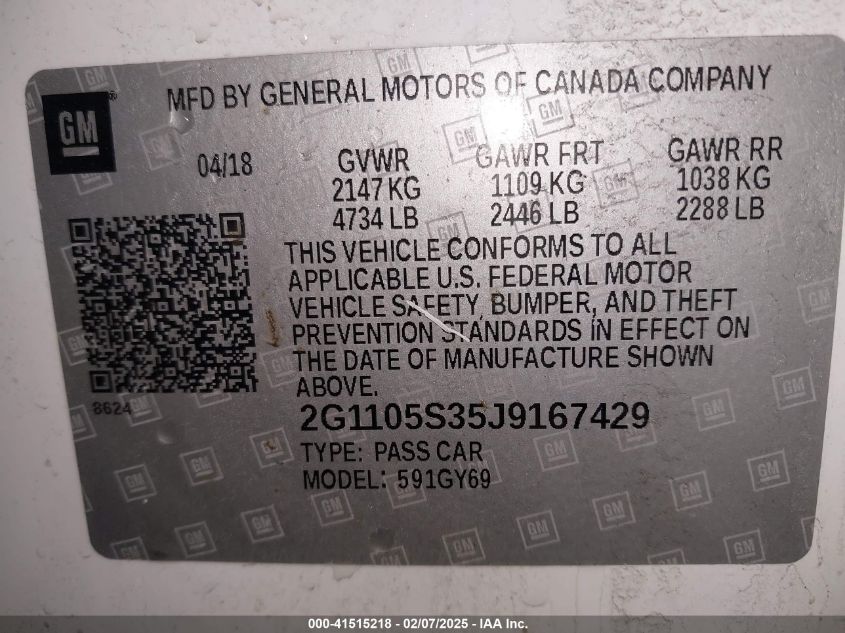 GM
MFD BY GENERAL MOTORS OF CANADA COMPANY
04/18
GVWR
2147 KG
4734 LB
GAWR FRT
1109 KG
2446 LB
GAWR RR
1038 KG
2288 LB
THIS VEHICLE CONFORMS TO ALL
APPLICABLE U.S. FEDERAL MOTOR
VEHICLE SAFETY, BUMPER, AND THEFT
PREVENTION STANDARDS IN EFFECT ON
THE DATE OF MANUFACTURE SHOWN
ABOVE.
8624
2G1105S35J9167429
TYPE: PASS CAR
MODEL: 591GY69
000-41515218 - 02/07/2025 - IAA Inc.